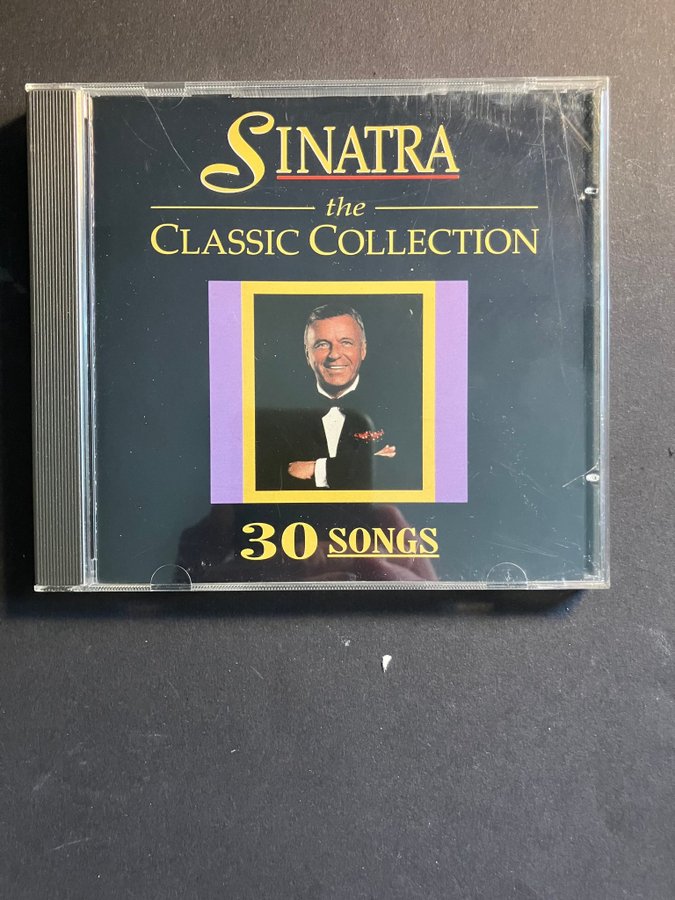 SINATRA
the
CLASSIC COLLECTION
30 SONGS